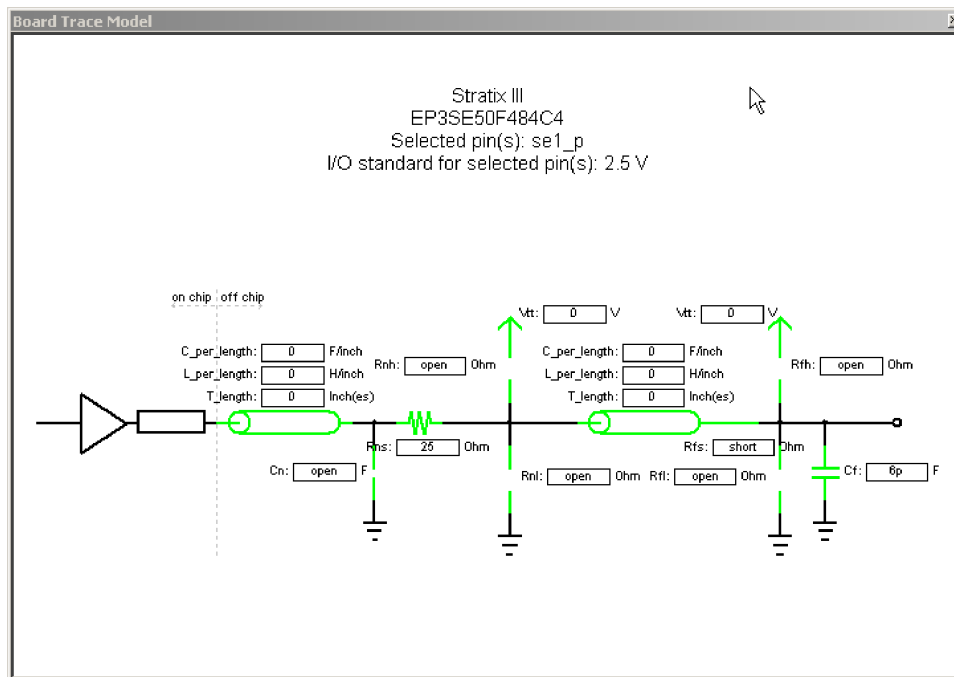 Board Trace Model
Stratix III
EP3SE50F484C4
Selected pin(s): se1_p
I/O standard for selected pin(s): 2.5 V
on chip off chip
Vtt: 0 V Vtt: 0 V
C_per_length: 0 F/inch C_per_length: 0 F/inch
Rnh: open Ohm Rfh: open Ohm
L_per_length: 0 H/inch L_per_length: 0 H/inch
T_length: 0 Inch(es) T_length: 0 Inch(es)
Rns: 25 Ohm Rfs: short Ohm
Cn: open F Cf: 6p F
Rnl: open Ohm Rfl: open Ohm